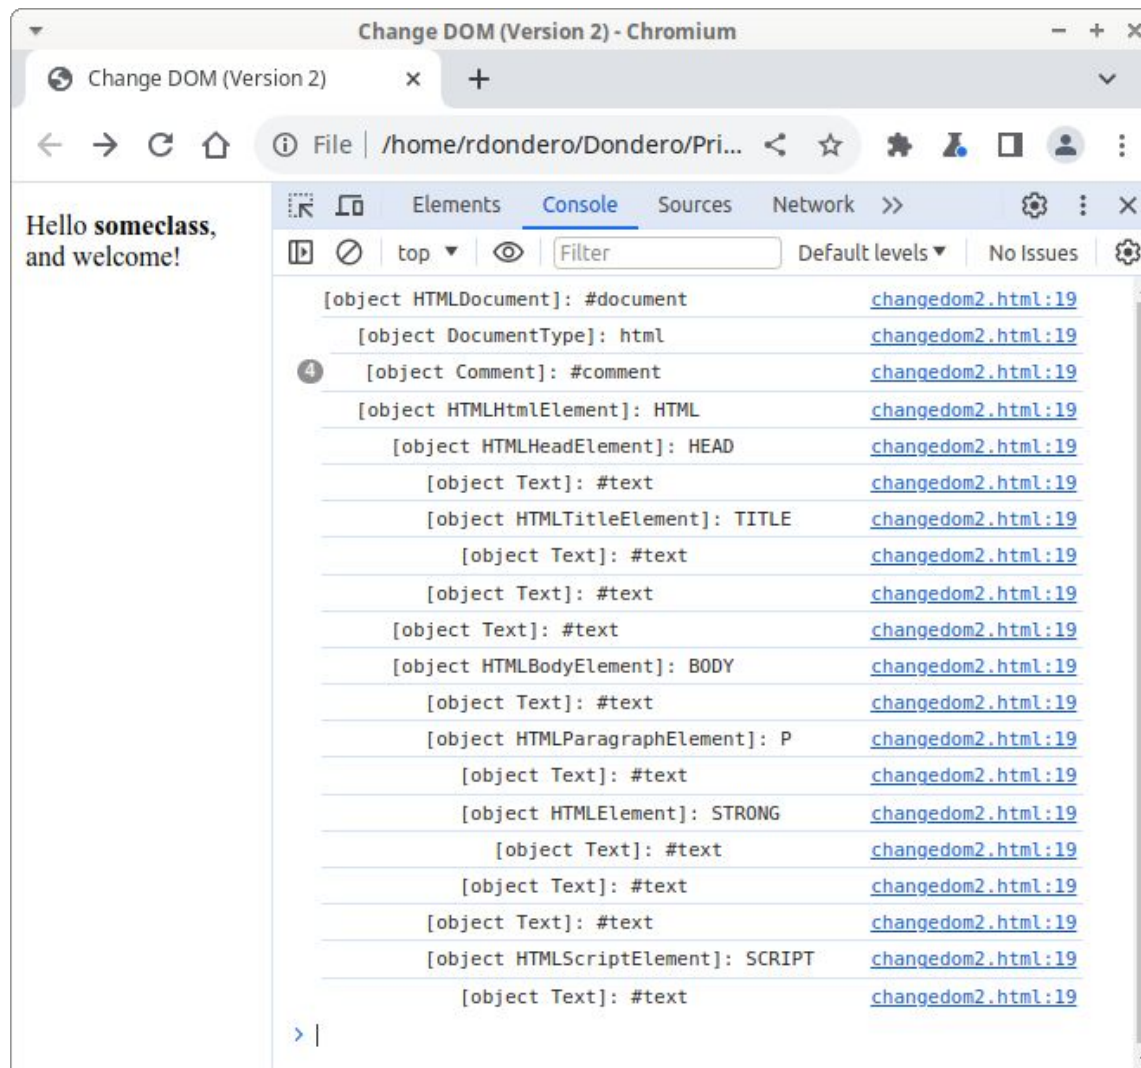 Change DOM (Version 2) - Chromium
Change DOM (Version 2)
File | /home/rdondero/Dondero/Pri...
Hello someclass,
and welcome!
Elements Console Sources Network
top Filter Default levels No Issues
[object HTMLDocument]: #document changedom2.html:19
[object DocumentType]: html changedom2.html:19
4 [object Comment]: #comment changedom2.html:19
[object HTMLHtmlElement]: HTML changedom2.html:19
[object HTMLHeadElement]: HEAD changedom2.html:19
[object Text]: #text changedom2.html:19
[object HTMLTitleElement]: TITLE changedom2.html:19
[object Text]: #text changedom2.html:19
[object Text]: #text changedom2.html:19
[object Text]: #text changedom2.html:19
[object HTMLBodyElement]: BODY changedom2.html:19
[object Text]: #text changedom2.html:19
[object HTMLParagraphElement]: P changedom2.html:19
[object Text]: #text changedom2.html:19
[object HTMLElement]: STRONG changedom2.html:19
[object Text]: #text changedom2.html:19
[object Text]: #text changedom2.html:19
[object Text]: #text changedom2.html:19
[object HTMLScriptElement]: SCRIPT changedom2.html:19
[object Text]: #text changedom2.html:19